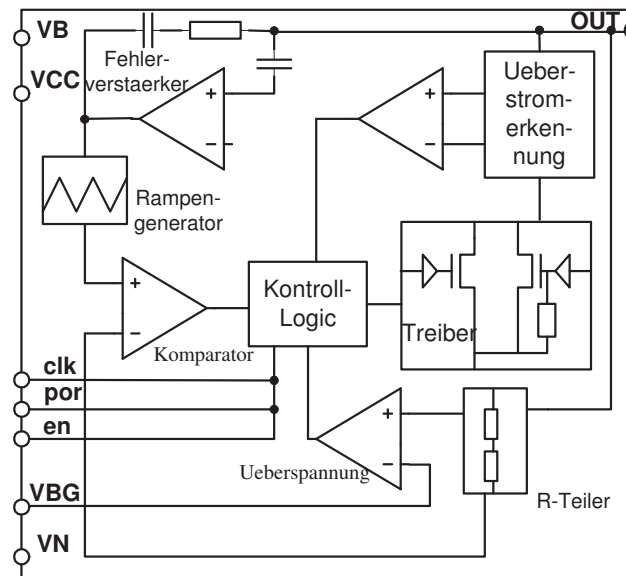 VB
OUT
Fehler-
verstaerker
VCC
Ueber-
strom-
erken-
nung
+
−
+
−
Rampen-
generator
+
−
Kontroll-
Logic
Treiber
Komparator
clk
por
en
+
−
Ueberspannung
VBG
R-Teiler
VN